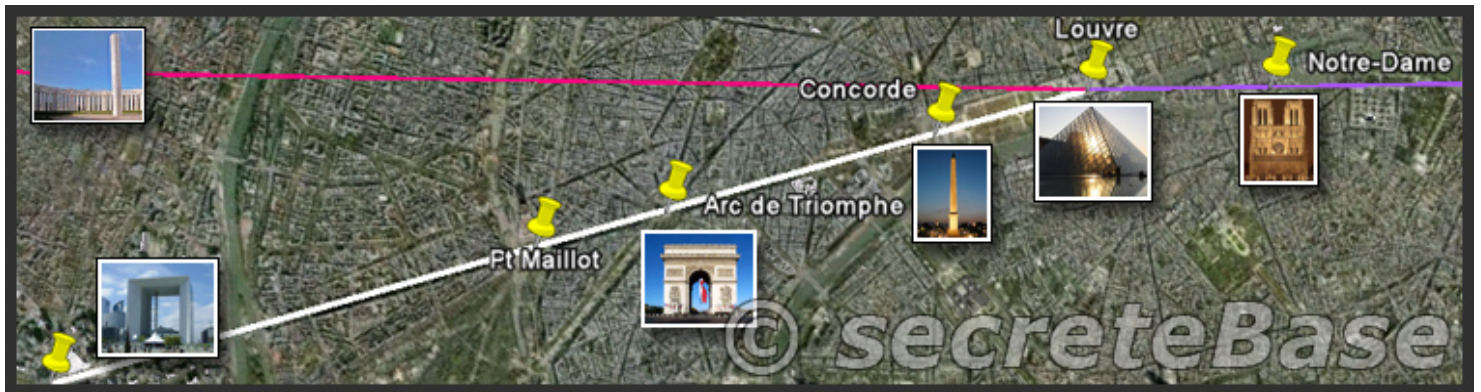 Louvre
Notre-Dame
Concorde
Arc de Triomphe
Pt Maillot
© secreteBase